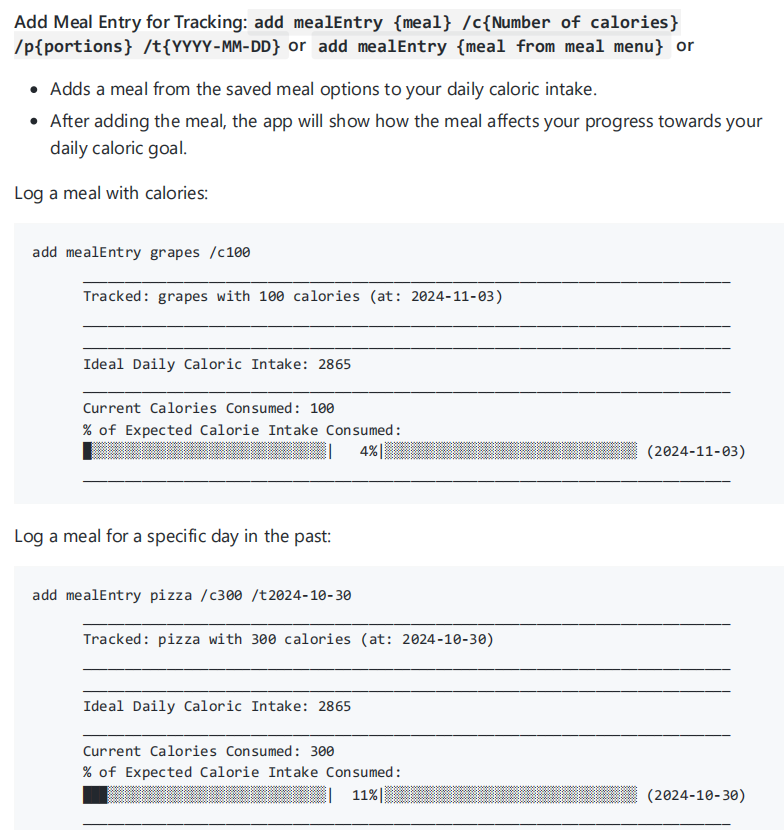 Add Meal Entry for Tracking: add mealEntry {meal} /c{Number of calories}
/p{portions} /t{YYYY-MM-DD} or add mealEntry {meal from meal menu} or
Adds a meal from the saved meal options to your daily caloric intake.
After adding the meal, the app will show how the meal affects your progress towards your
daily caloric goal.
Log a meal with calories:
add mealEntry grapes /c100
Tracked: grapes with 100 calories (at: 2024-11-03)
Ideal Daily Caloric Intake: 2865
Current Calories Consumed: 100
% of Expected Calorie Intake Consumed:
| 4%| (2024-11-03)
Log a meal for a specific day in the past:
add mealEntry pizza /c300 /t2024-10-30
Tracked: pizza with 300 calories (at: 2024-10-30)
Ideal Daily Caloric Intake: 2865
Current Calories Consumed: 300
% of Expected Calorie Intake Consumed:
| 11%| (2024-10-30)